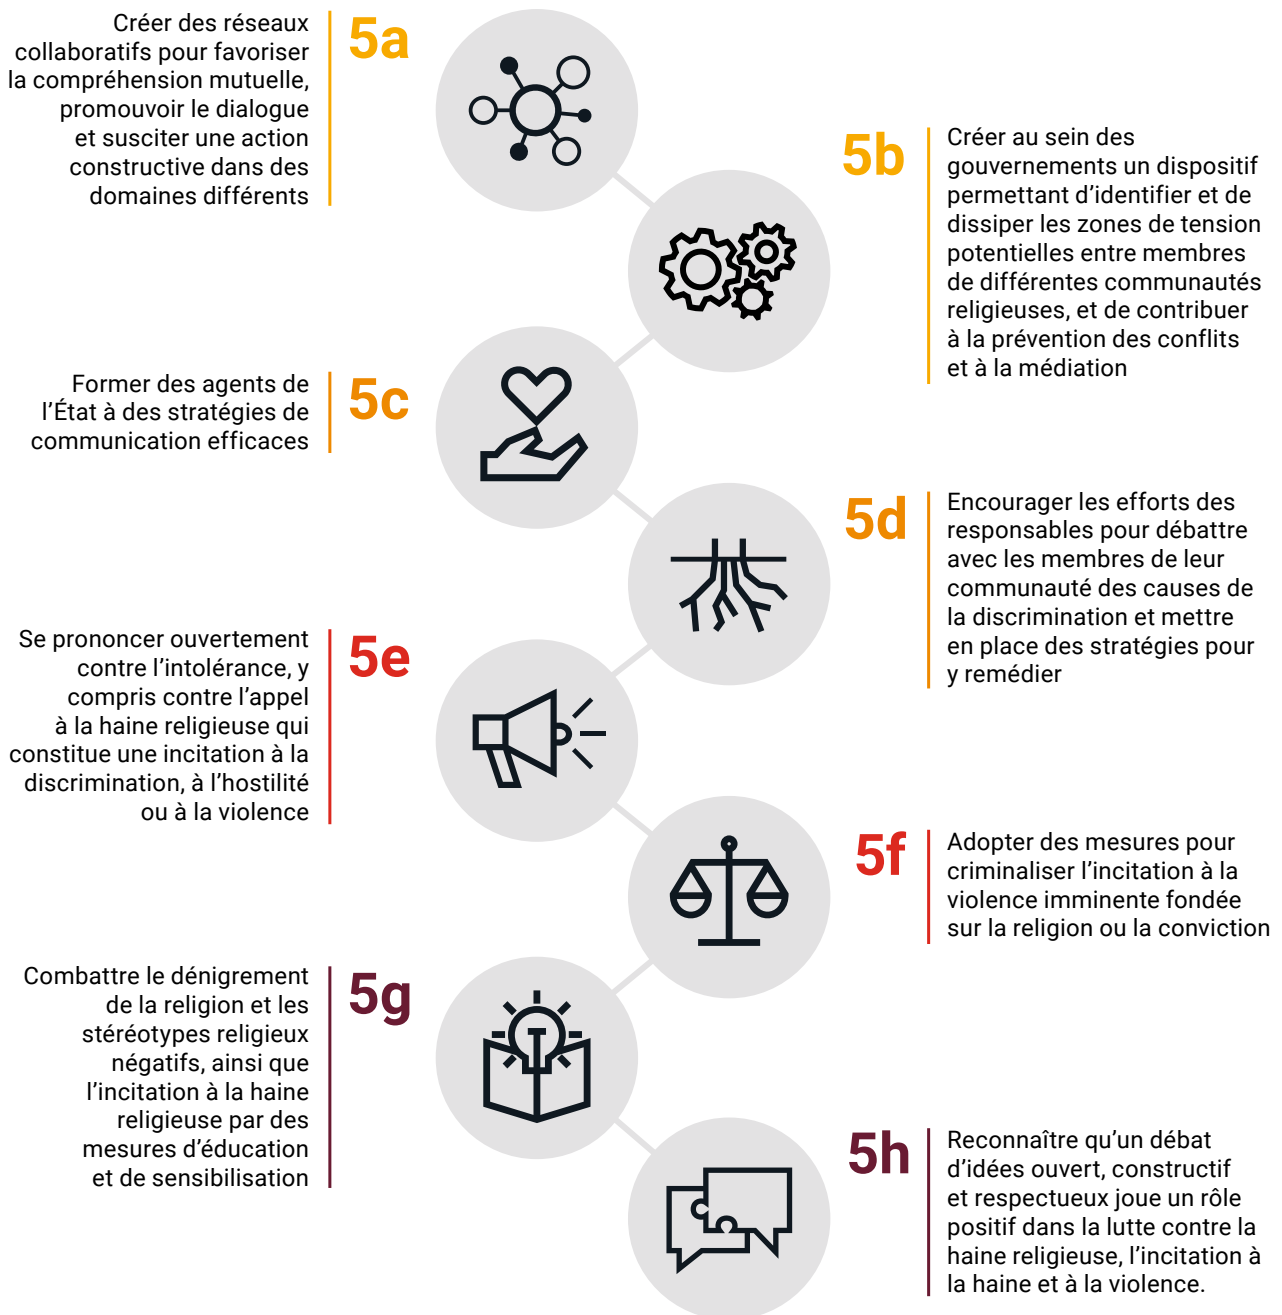 5a
Créer des réseaux
collaboratifs pour favoriser
la compréhension mutuelle,
promouvoir le dialogue
et susciter une action
constructive dans des
domaines différents
5b
Créer au sein des
gouvernements un dispositif
permettant d’identifier et de
dissiper les zones de tension
potentielles entre membres
de différentes communautés
religieuses, et de contribuer
à la prévention des conflits
et à la médiation
5c
Former des agents de
l’État à des stratégies de
communication efficaces
5d
Encourager les efforts des
responsables pour débattre
avec les membres de leur
communauté des causes de
la discrimination et mettre
en place des stratégies pour
y remédier
5e
Se prononcer ouvertement
contre l’intolérance, y
compris contre l’appel
à la haine religieuse qui
constitue une incitation à la
discrimination, à l’hostilité
ou à la violence
5f
Adopter des mesures pour
criminaliser l’incitation à la
violence imminente fondée
sur la religion ou la conviction
5g
Combattre le dénigrement
de la religion et les
stéréotypes religieux
négatifs, ainsi que
l’incitation à la haine
religieuse par des
mesures d’éducation
et de sensibilisation
5h
Reconnaître qu’un débat
d’idées ouvert, constructif
et respectueux joue un rôle
positif dans la lutte contre la
haine religieuse, l’incitation à
la haine et à la violence.